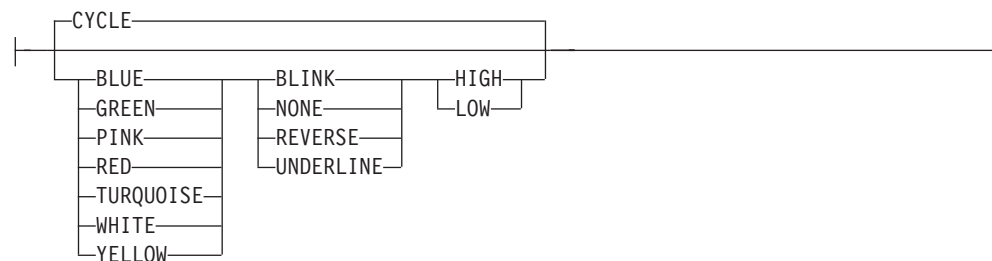 CYCLE
BLUE BLINK HIGH
GREEN NONE LOW
PINK REVERSE
RED UNDERLINE
TURQUOISE
WHITE
YELLOW